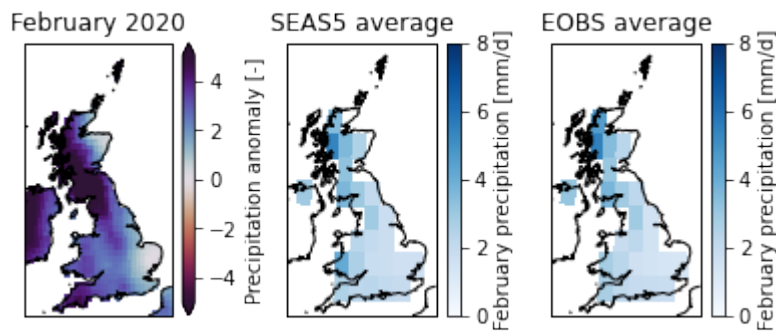 February 2020
4
2
0
−2
−4
Precipitation anomaly [-]
SEAS5 average
8
6
4
2
0
February precipitation [mm/d]
EOBS average
8
6
4
2
0
February precipitation [mm/d]